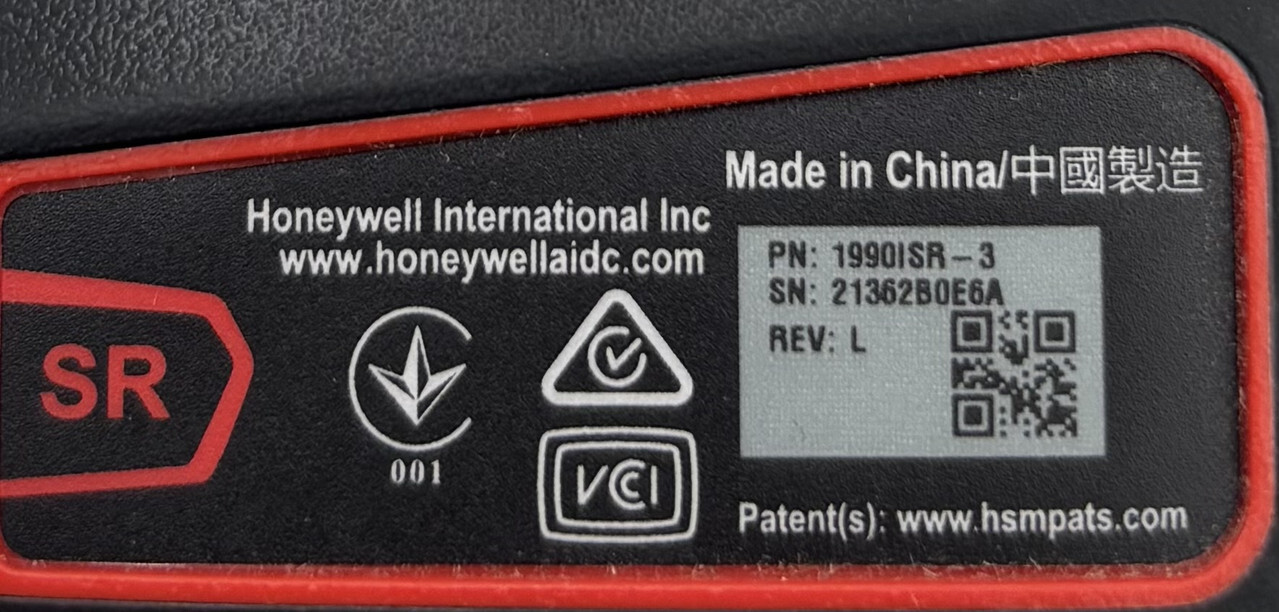 Made in China/中國製造
Honeywell International Inc
www.honeywellaidc.com
PN: 1990ISR-3
SN: 21362B0E6A
REV: L
SR
001
VCI
Patent(s): www.hsmpats.com